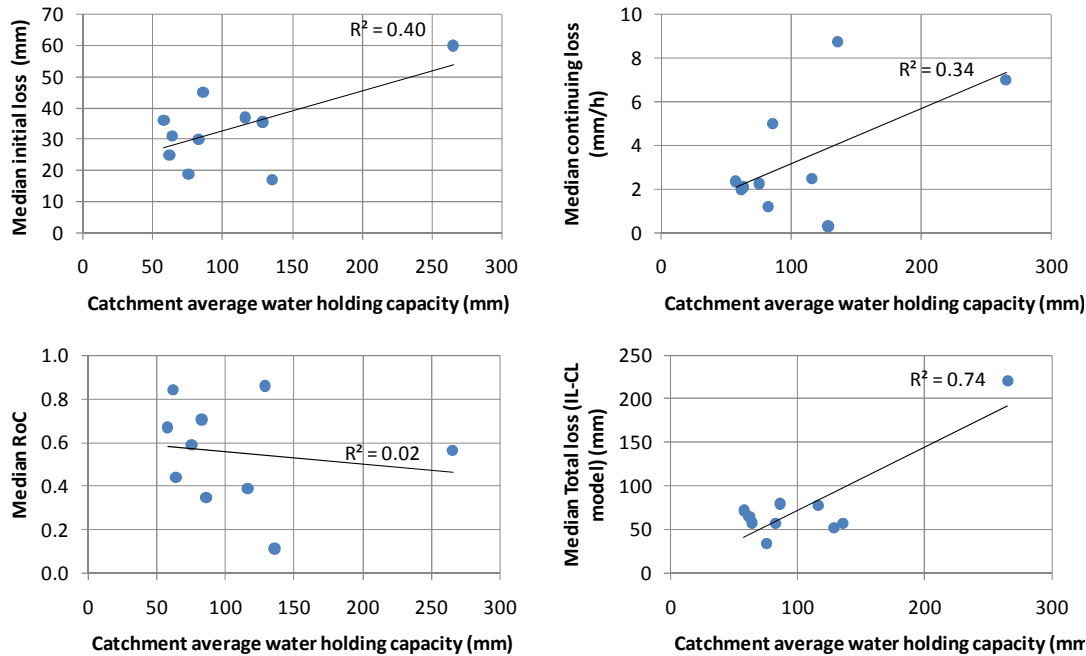 Median initial loss (mm)
70
60
50
40
30
20
10
0
R² = 0.40
0 50 100 150 200 250 300
Catchment average water holding capacity (mm)
Median continuing loss
(mm/h)
10
8
6
4
2
0
R² = 0.34
0 100 200 300
Catchment average water holding capacity (mm)
Median RoC
1.0
0.8
0.6
0.4
0.2
0.0
R² = 0.02
0 50 100 150 200 250 300
Catchment average water holding capacity (mm)
Median Total loss (IL-CL
model) (mm)
250
200
150
100
50
0
R² = 0.74
0 100 200 300
Catchment average water holding capacity (mm